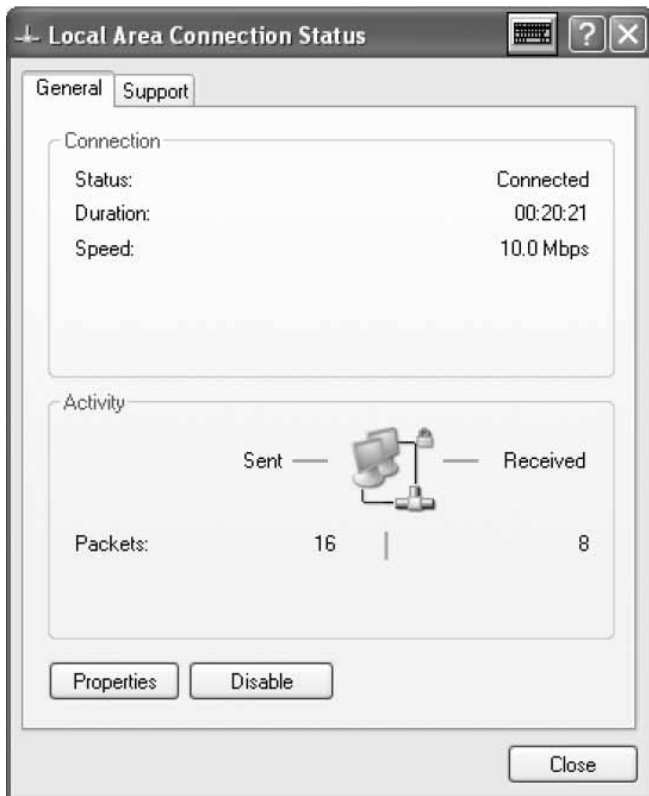 Local Area Connection Status
General Support
Connection
Status: Connected
Duration: 00:20:21
Speed: 10.0 Mbps
Activity
Sent Received
Packets: 16 8
Properties Disable
Close